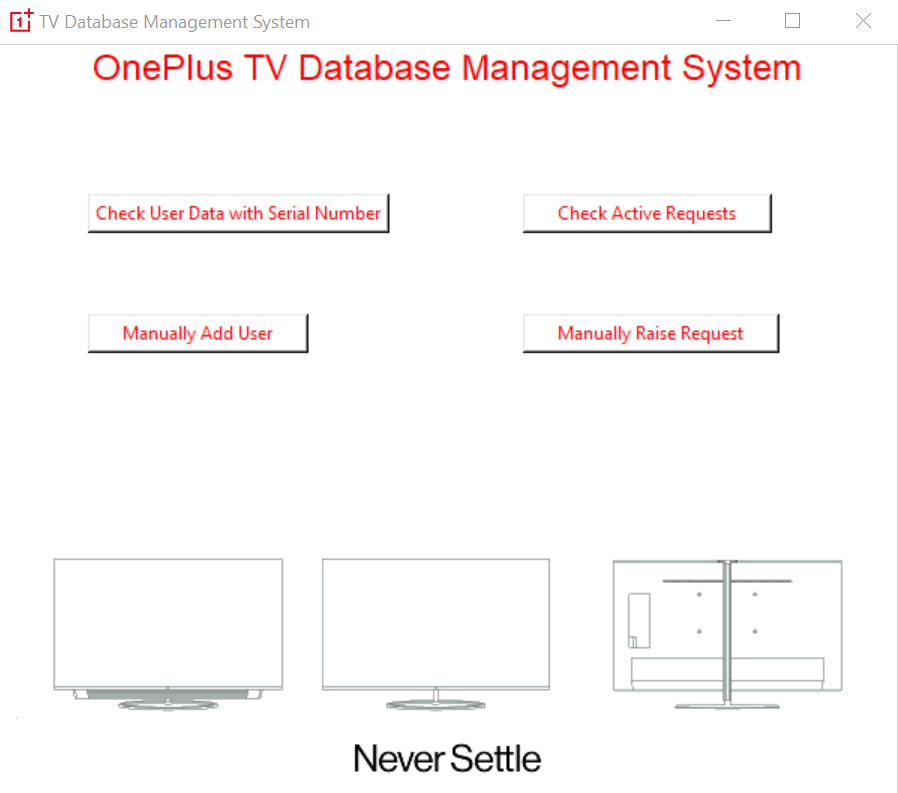 TV Database Management System
OnePlus TV Database Management System
Check User Data with Serial Number
Check Active Requests
Manually Add User
Manually Raise Request
Never Settle